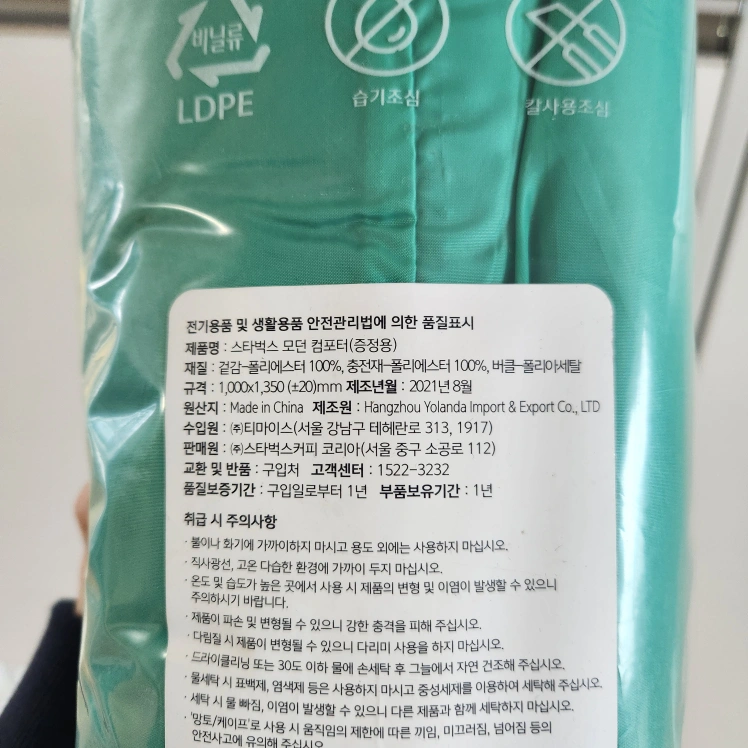 비닐류
LDPE
습기조심
칼사용조심
전기용품 및 생활용품 안전관리법에 의한 품질표시
제품명 : 스타벅스 모던 컴포터(증정용)
재질 : 겉감-폴리에스터 100%, 충전재-폴리에스터 100%, 버클-폴리아세탈
규격 : 1,000x1,350 (±20)mm 제조년월 : 2021년 8월
원산지 : Made in China 제조원 : Hangzhou Yolanda Import & Export Co., LTD
수입원 : ㈜티마이스(서울 강남구 테헤란로 313, 1917)
판매원 : ㈜스타벅스커피 코리아(서울 중구 소공로 112)
교환 및 반품 : 구입처 고객센터 : 1522-3232
품질보증기간 : 구입일로부터 1년 부품보유기간 : 1년
취급 시 주의사항
· 불이나 화기에 가까이하지 마시고 용도 외에는 사용하지 마십시오.
· 직사광선, 고온 다습한 환경에 가까이 두지 마십시오.
· 온도 및 습도가 높은 곳에서 사용 시 제품의 변형 및 이염이 발생할 수 있으니
주의하시기 바랍니다.
· 제품이 파손 및 변형될 수 있으니 강한 충격을 피해 주십시오.
· 다림질 시 제품이 변형될 수 있으니 다리미 사용을 하지 마십시오.
· 드라이클리닝 또는 30도 이하 물에 손세탁 후 그늘에서 자연 건조해 주십시오.
· 물세탁 시 표백제, 염색제 등은 사용하지 마시고 중성세제를 이용하여 세탁해 주십시오.
· 세탁 시 물 빠짐, 이염이 발생할 수 있으니 다른 제품과 함께 세탁하지 마십시오.
· '망토/케이프'로 사용 시 움직임의 제한에 따른 끼임, 미끄러짐, 넘어짐 등의
안전사고에 유의해 주십시오.